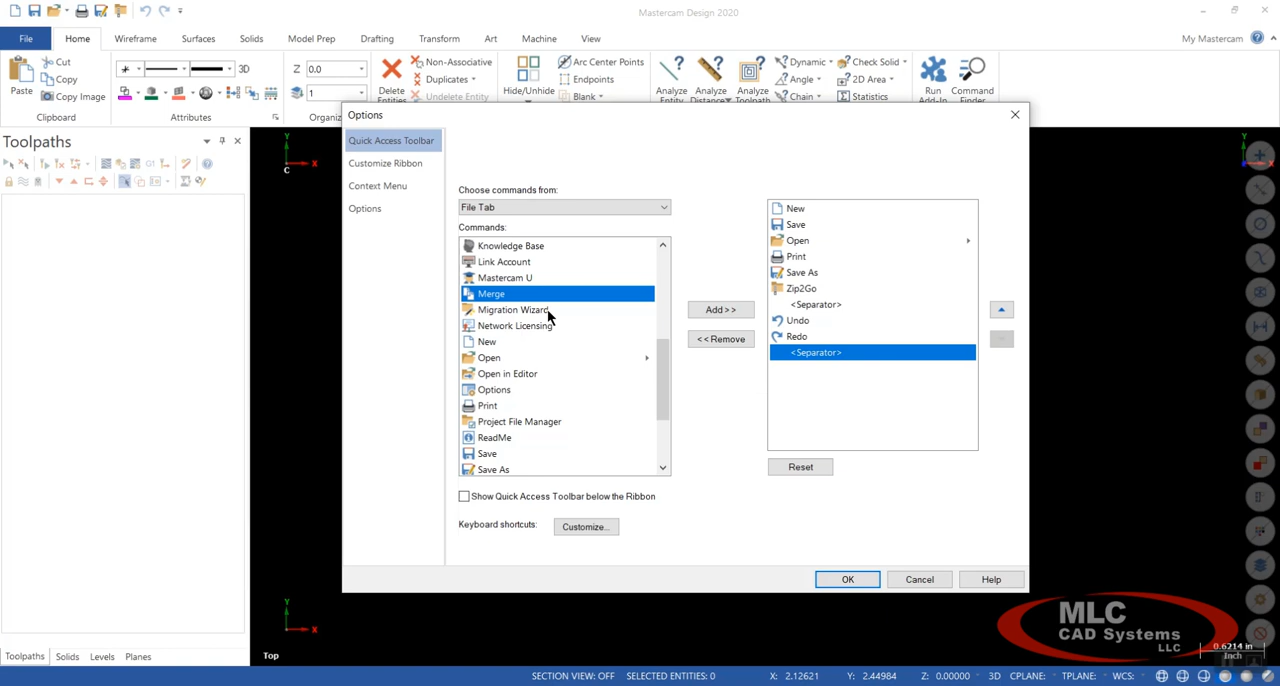 Mastercam Design 2020
File Home Wireframe Surfaces Solids Model Prep Drafting Transform Art Machine View My Mastercam
Paste
Cut
Copy
Copy Image
Clipboard
3D
Attributes
Z 0.0
1
Organiz
Delete
Entities
Non-Associative
Duplicates
Undelete Entity
Hide/Unhide
Arc Center Points
Endpoints
Blank
Analyze
Entity
Analyze
Distance
Analyze
Toolpath
Dynamic
Angle
Chain
Check Solid
2D Area
Statistics
Run
Add-In
Command
Finder
Toolpaths
G1
Options
Quick Access Toolbar
Customize Ribbon
Context Menu
Options
Choose commands from:
File Tab
Commands:
Knowledge Base
Link Account
Mastercam U
Merge
Migration Wizard
Network Licensing
New
Open
Open in Editor
Options
Print
Project File Manager
ReadMe
Save
Save As
Add >>
<< Remove
New
Save
Open
Print
Save As
Zip2Go
<Separator>
Undo
Redo
<Separator>
Reset
Show Quick Access Toolbar below the Ribbon
Keyboard shortcuts: Customize...
OK Cancel Help
Y
X
C
Y
X
Y
X
Top
MLC
CAD Systems
LLC
0.6214 in
Inch
Toolpaths Solids Levels Planes
SECTION VIEW: OFF SELECTED ENTITIES: 0 X: 2.12621 Y: 2.44984 Z: 0.00000 3D CPLANE: TPLANE: WCS: